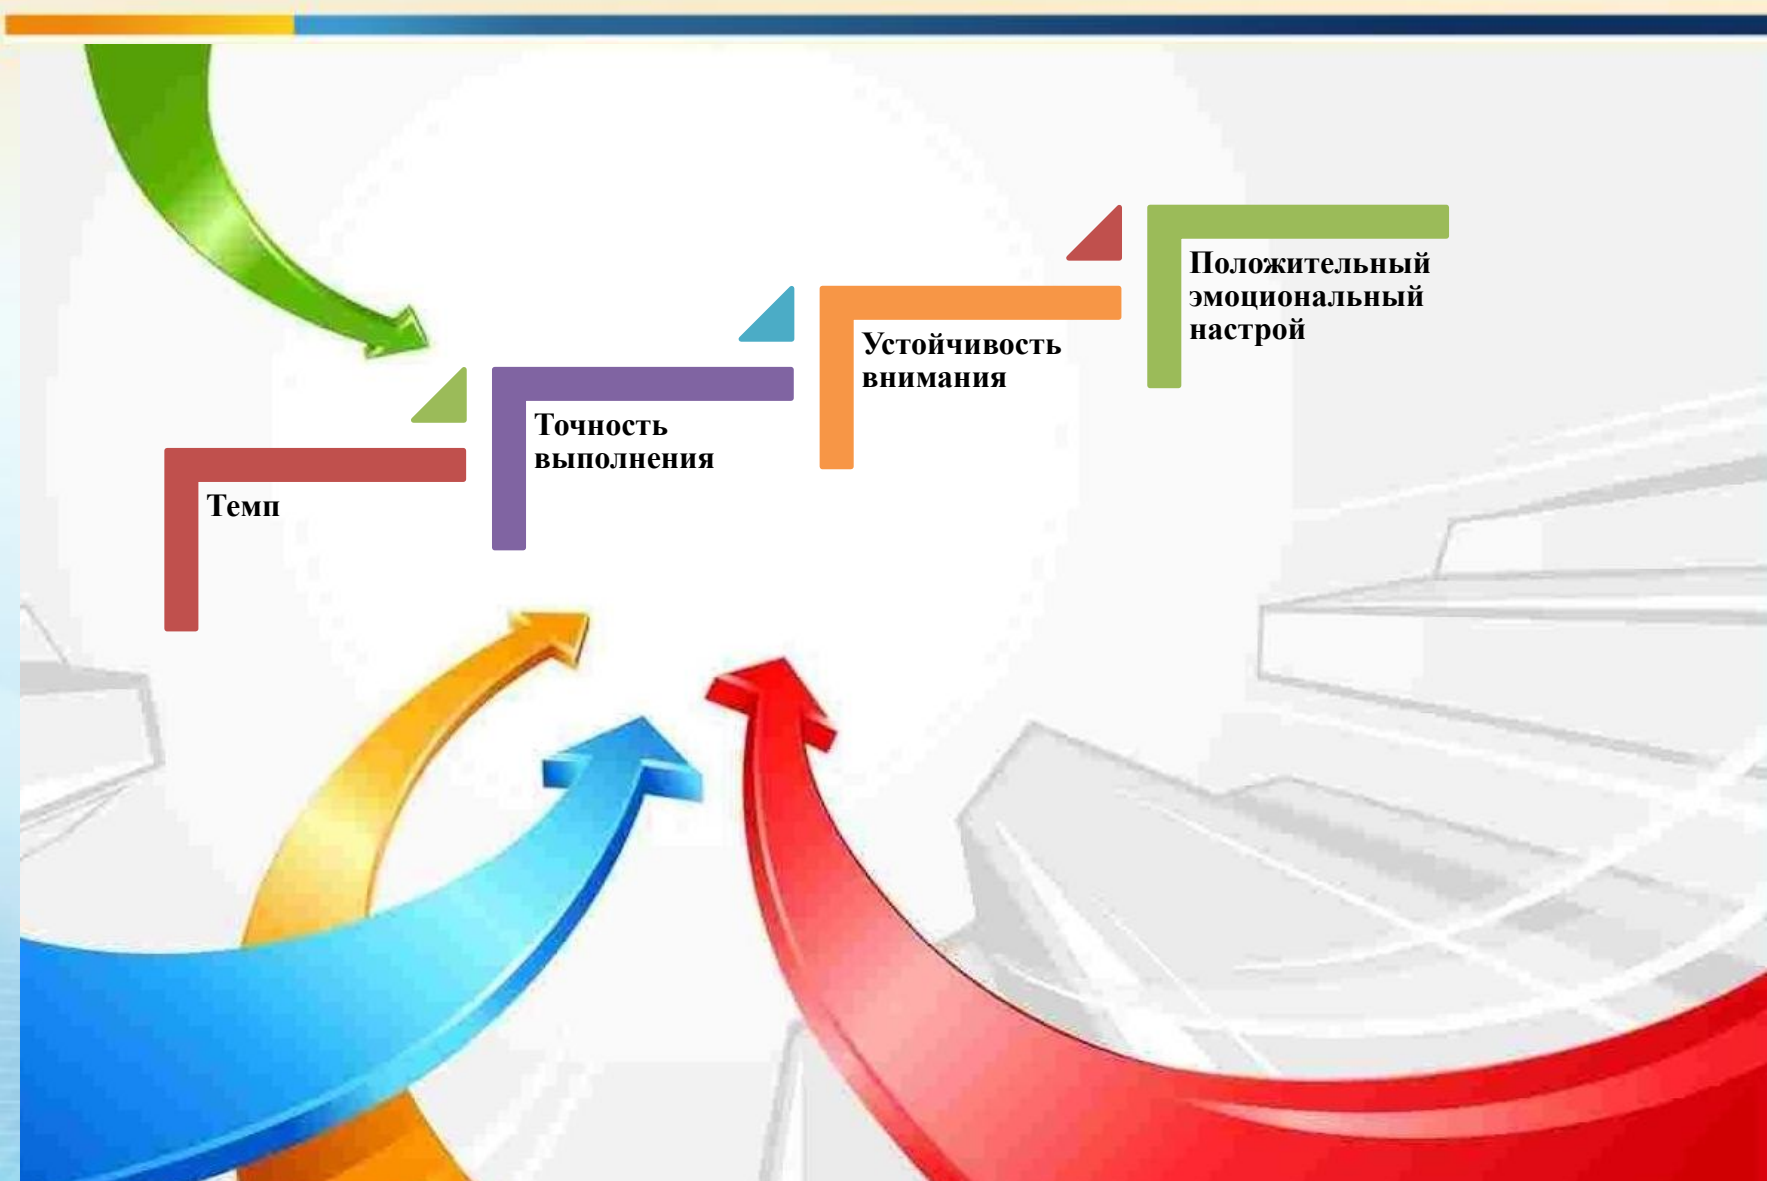 Темп
Точность
выполнения
Устойчивость
внимания
Положительный
эмоциональный
настрой